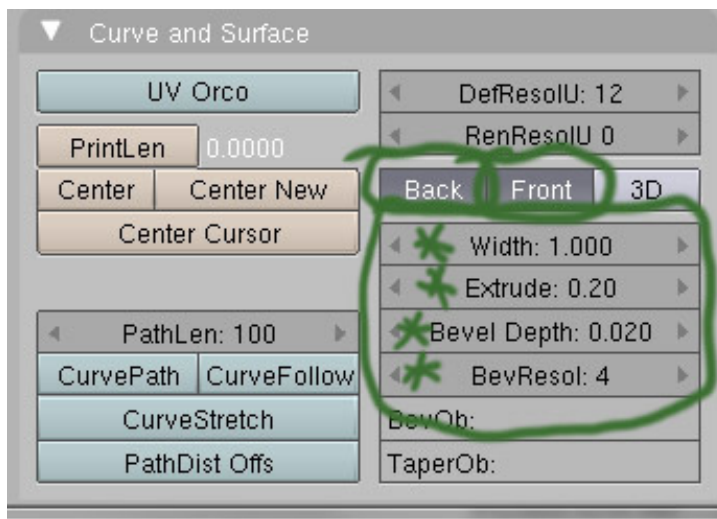 Curve and Surface
UV Orco
DefResolU: 12
PrintLen 0.0000
RenResolU 0
Center Center New
Back Front 3D
Center Cursor
Width: 1.000
Extrude: 0.20
PathLen: 100
Bevel Depth: 0.020
CurvePath CurveFollow
BevResol: 4
CurveStretch
BevOb:
PathDist Offs
TaperOb: